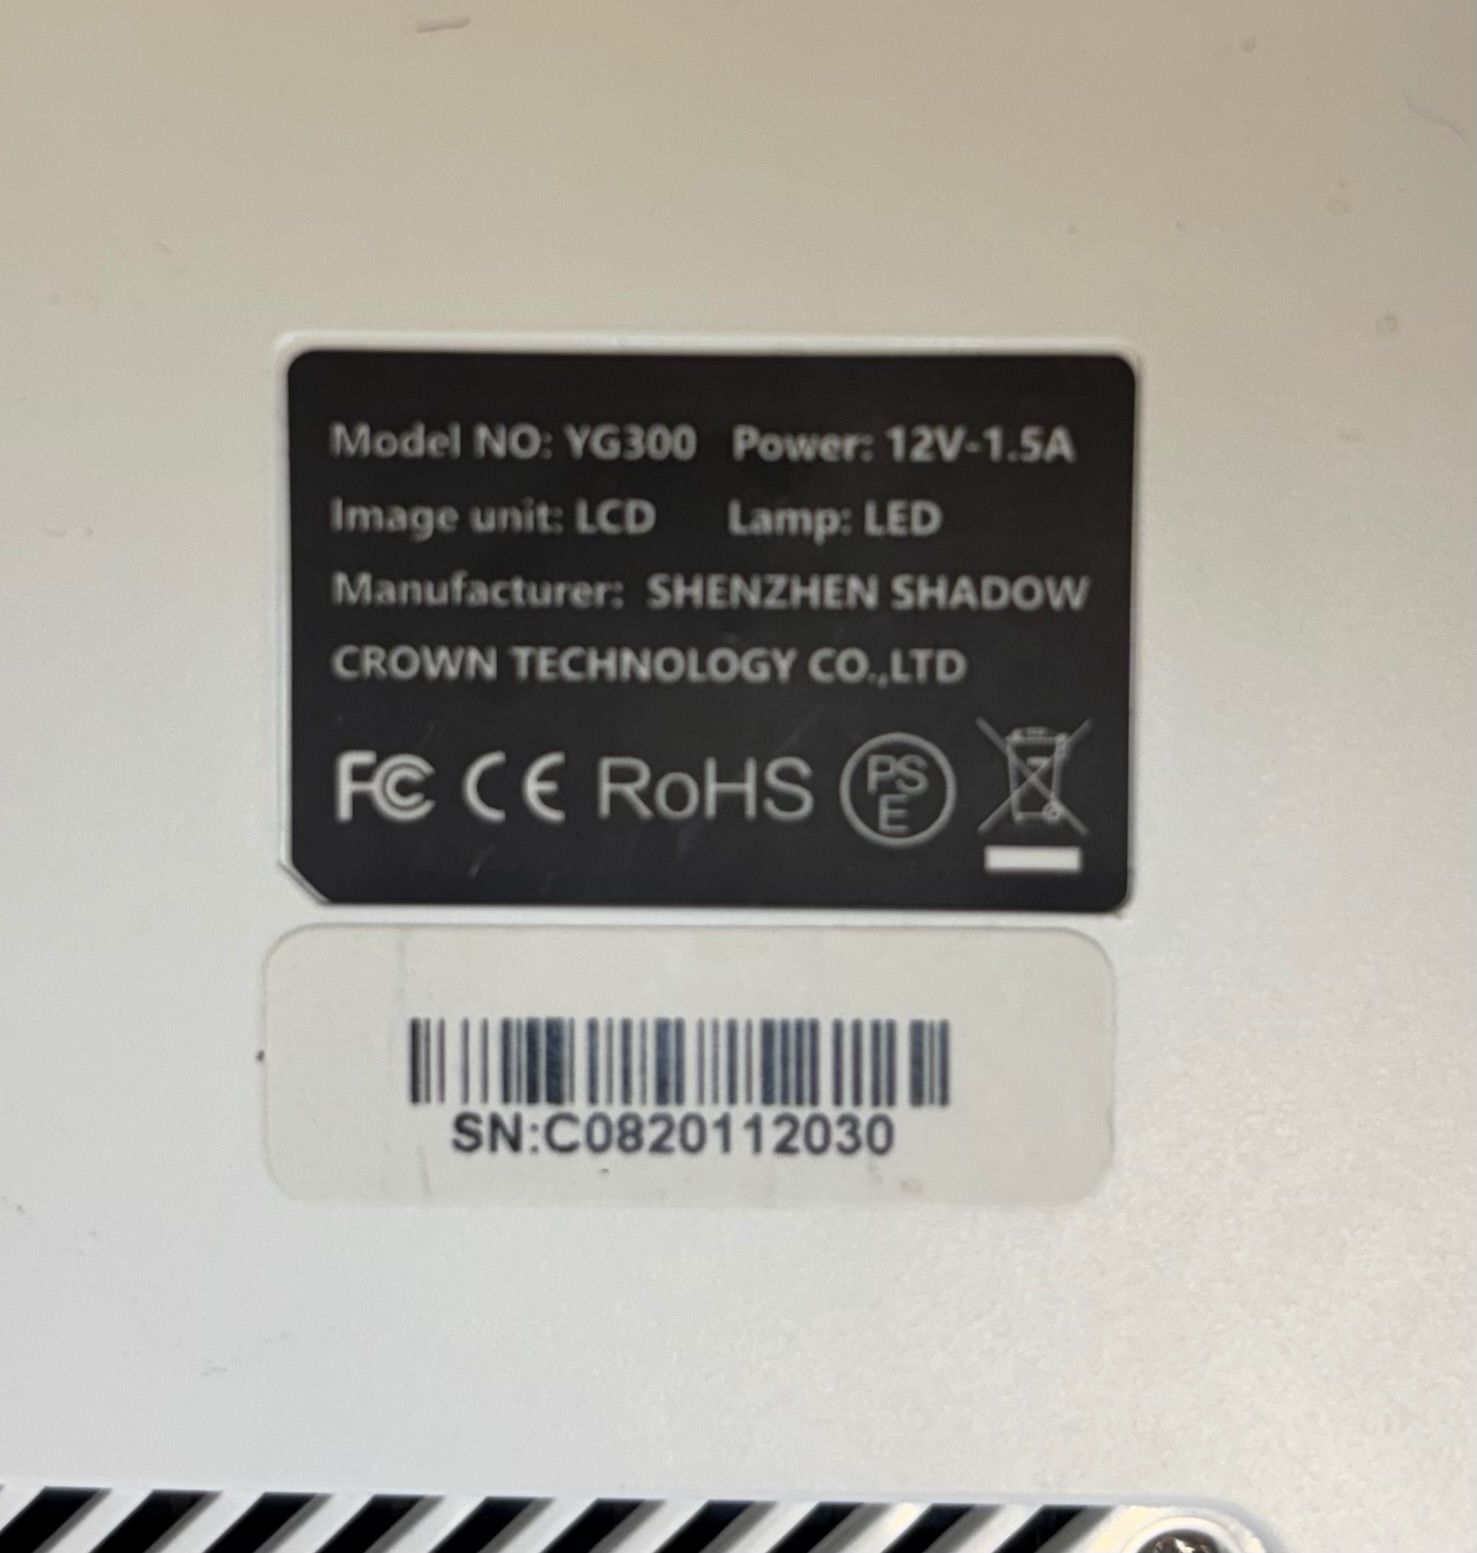 Model NO: YG300 Power: 12V-1.5A
Image unit: LCD Lamp: LED
Manufacturer: SHENZHEN SHADOW
CROWN TECHNOLOGY CO.,LTD
FC CE RoHS PSE
SN:C0820112030